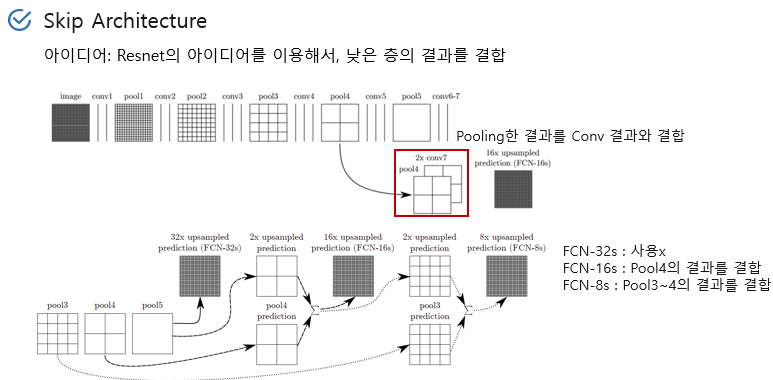 Skip Architecture
아이디어: Resnet의 아이디어를 이용해서, 낮은 층의 결과를 결합
image conv1 pool1 conv2 pool2 conv3 pool3 conv4 pool4 conv5 pool5 conv6-7
Pooling한 결과를 Conv 결과와 결합
2x conv7
pool4
16x upsampled
prediction (FCN-16s)
32x upsampled
prediction (FCN-32s)
2x upsampled
prediction
16x upsampled
prediction (FCN-16s)
2x upsampled
prediction
8x upsampled
prediction (FCN-8s)
FCN-32s : 사용x
FCN-16s : Pool4의 결과를 결합
FCN-8s : Pool3~4의 결과를 결합
pool3 pool4 pool5
pool4
prediction
pool3
prediction